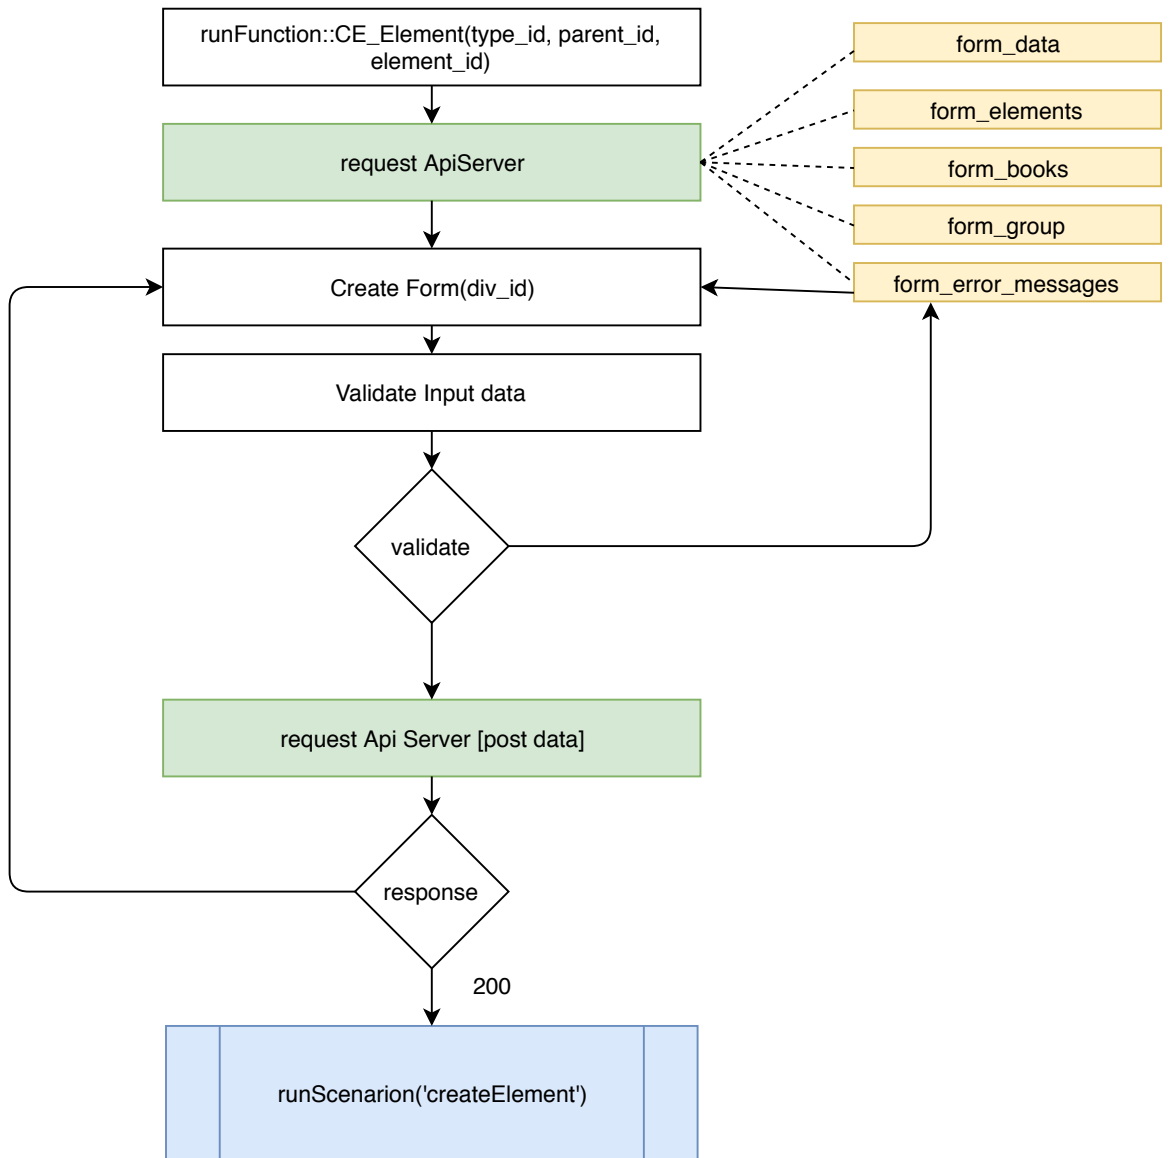 runFunction::CE_Element(type_id, parent_id,
element_id)
form_data
form_elements
request ApiServer
form_books
form_group
form_error_messages
Create Form(div_id)
Validate Input data
validate
request Api Server [post data]
response
200
runScenarion('createElement')